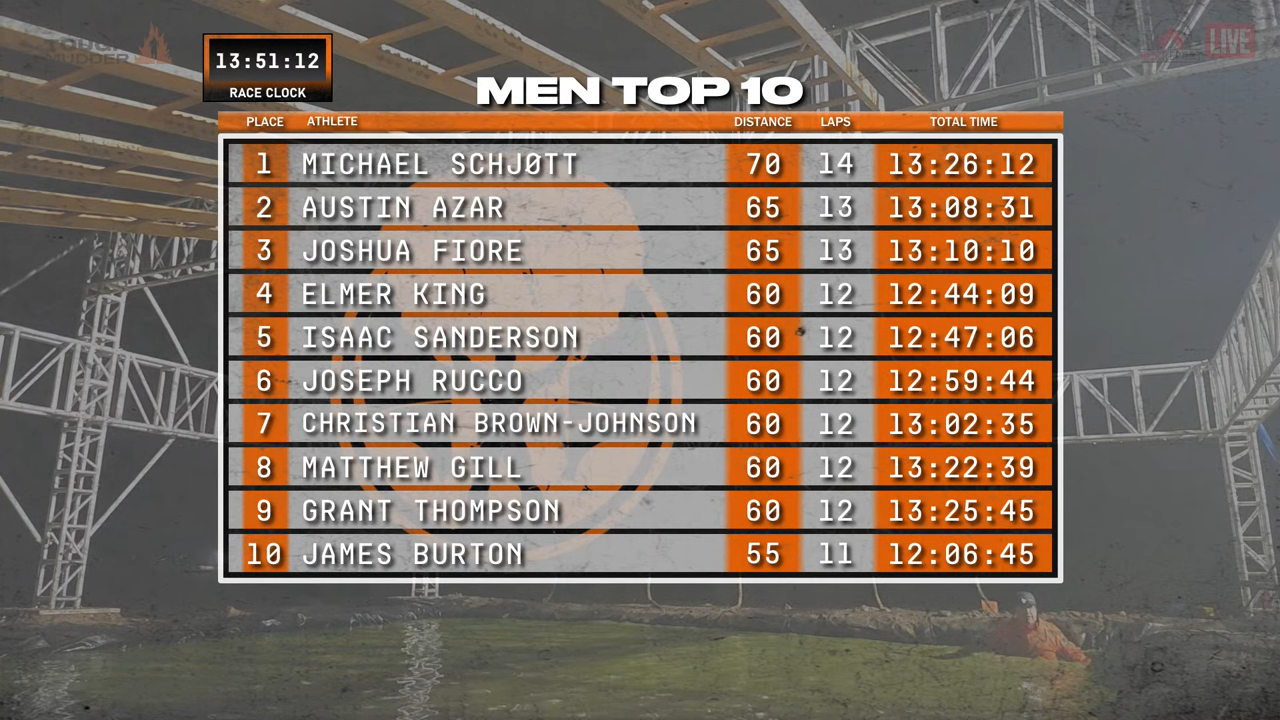 TOUGH MUDDER
LIVE
13:51:12
RACE CLOCK
MEN TOP 10
PLACE ATHLETE DISTANCE LAPS TOTAL TIME
1 MICHAEL SCHJØTT 70 14 13:26:12
2 AUSTIN AZAR 65 13 13:08:31
3 JOSHUA FIORE 65 13 13:10:10
4 ELMER KING 60 12 12:44:09
5 ISAAC SANDERSON 60 12 12:47:06
6 JOSEPH RUCCO 60 12 12:59:44
7 CHRISTIAN BROWN-JOHNSON 60 12 13:02:35
8 MATTHEW GILL 60 12 13:22:39
9 GRANT THOMPSON 60 12 13:25:45
10 JAMES BURTON 55 11 12:06:45